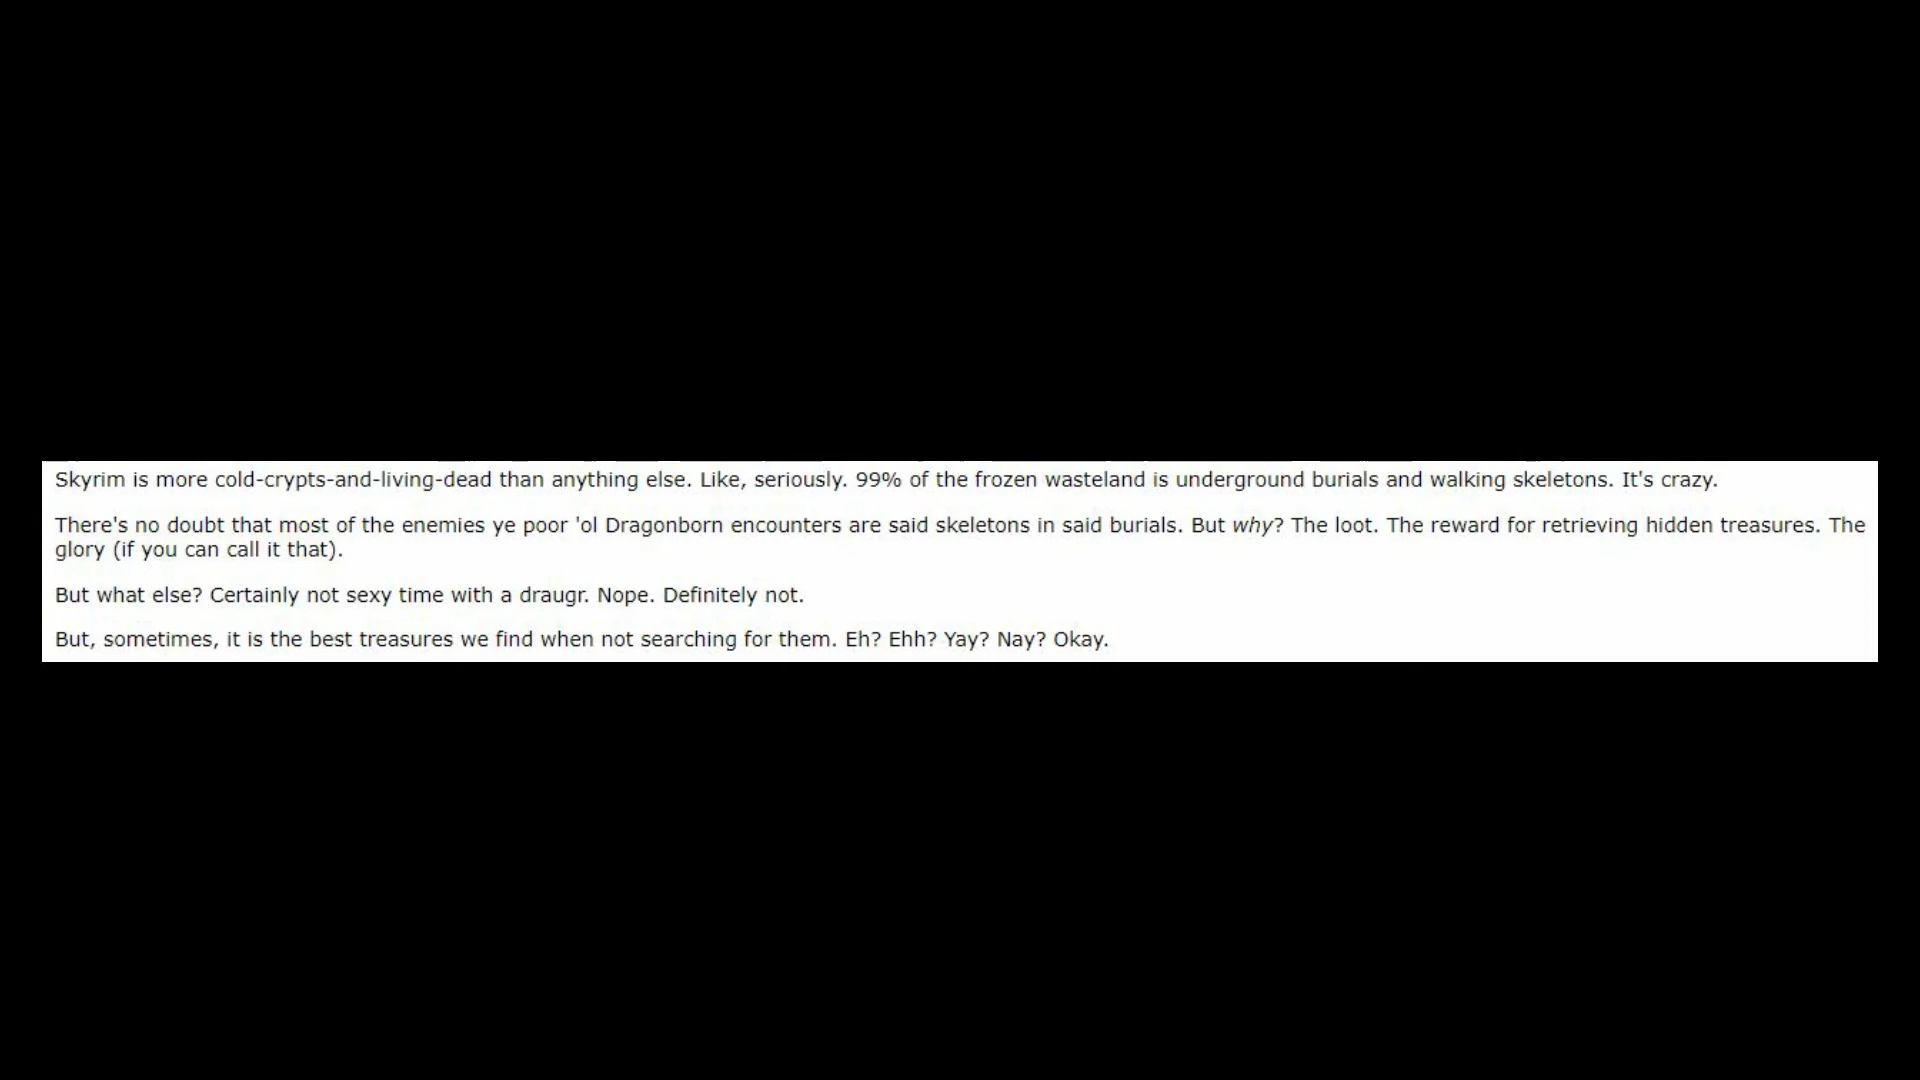 Skyrim is more cold-crypts-and-living-dead than anything else. Like, seriously. 99% of the frozen wasteland is underground burials and walking skeletons. It's crazy.
There's no doubt that most of the enemies ye poor 'ol Dragonborn encounters are said skeletons in said burials. But why? The loot. The reward for retrieving hidden treasures. The
glory (if you can call it that).
But what else? Certainly not sexy time with a draugr. Nope. Definitely not.
But, sometimes, it is the best treasures we find when not searching for them. Eh? Ehh? Yay? Nay? Okay.